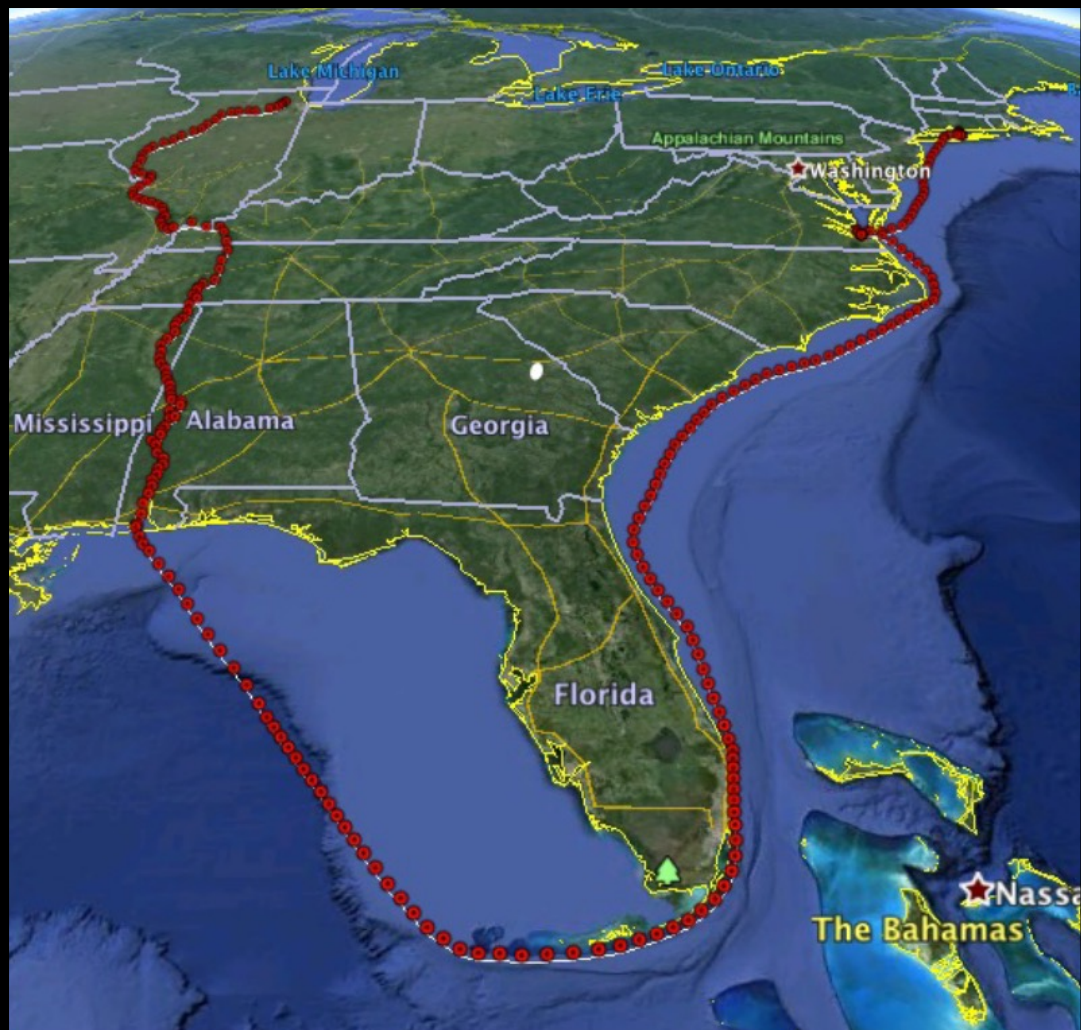 Lake Michigan
Lake Ontario
Lake Erie
Appalachian Mountains
Washington
Mississippi
Alabama
Georgia
Florida
Nassa
The Bahamas